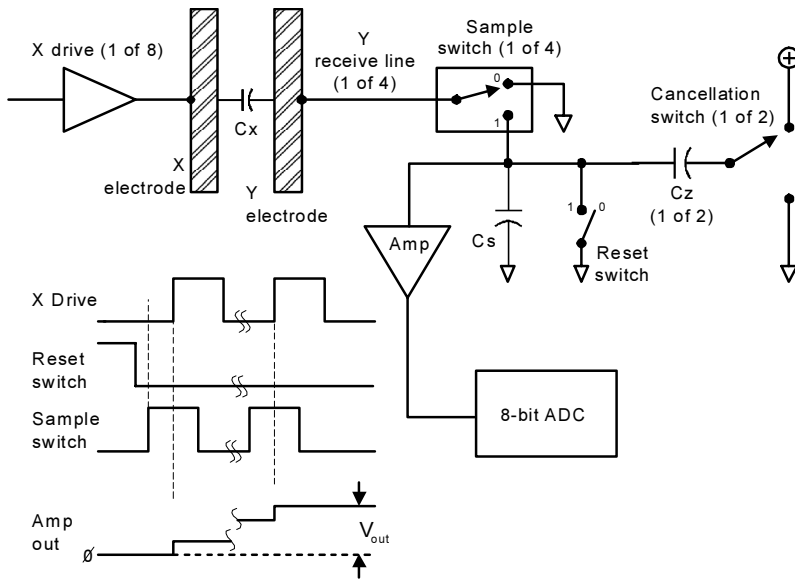 X drive (1 of 8)
Y
receive line
(1 of 4)
Sample
switch (1 of 4)
0
1
Cancellation
switch (1 of 2)
Cx
X
electrode
Y
electrode
Amp
Cs
1 0
Reset
switch
Cz
(1 of 2)
X Drive
Reset
switch
Sample
switch
8-bit ADC
Amp
out
Ø
Vout